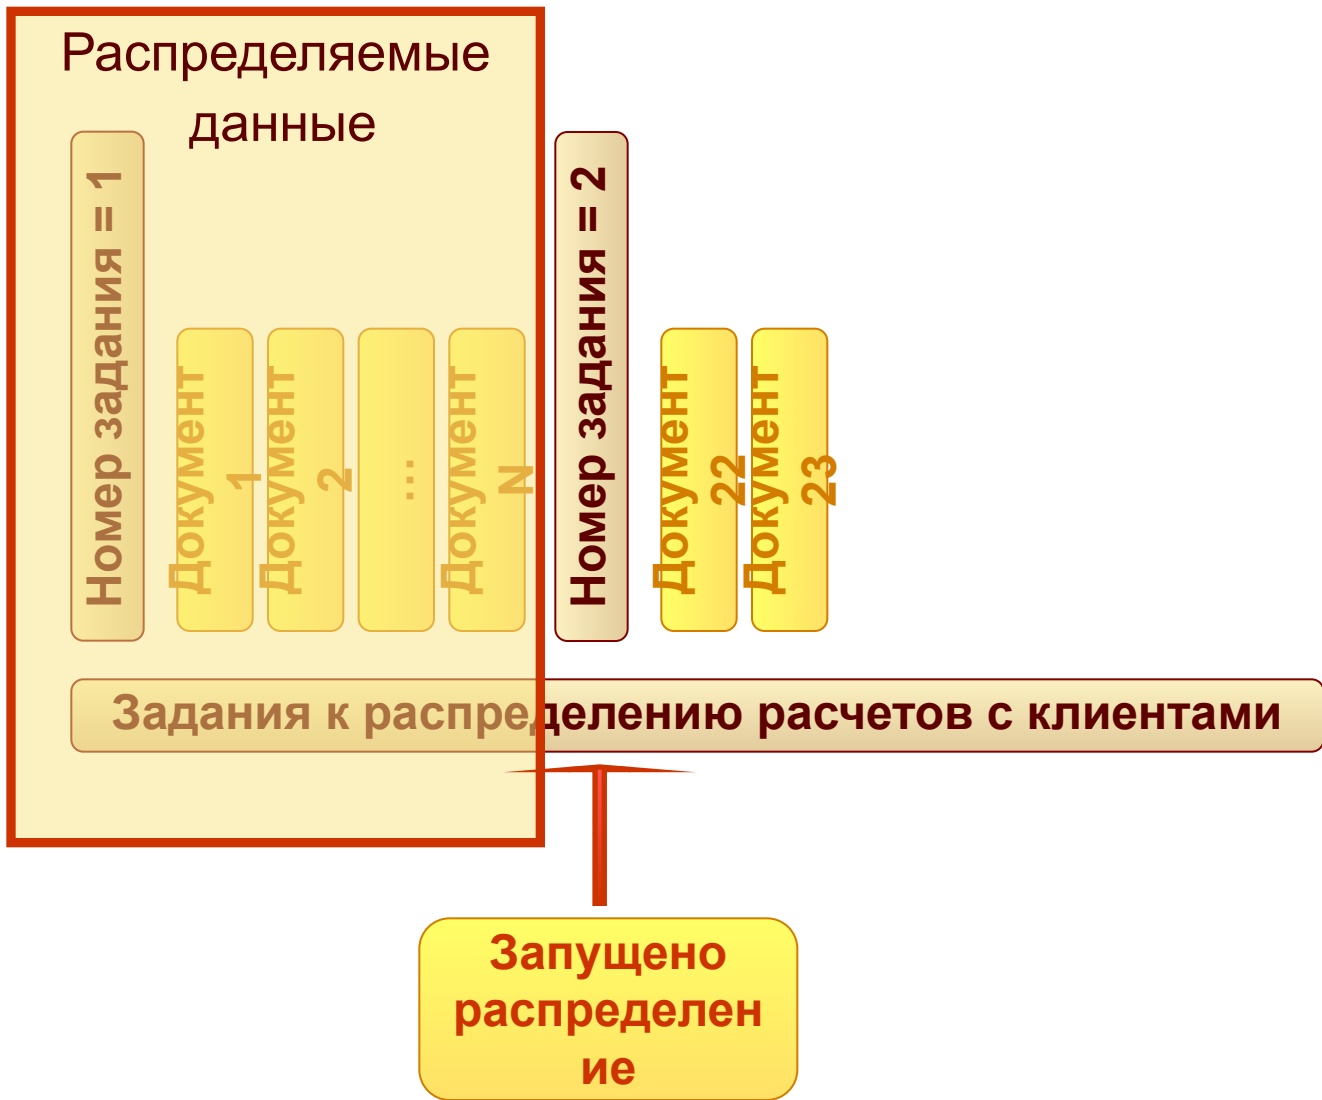 Распределяемые
данные
Номер задания = 1
Документ
1
Документ
2
...
Документ
N
Номер задания = 2
Документ
22
Документ
23
Задания к распределению расчетов с клиентами
Запущено
распределен
ие